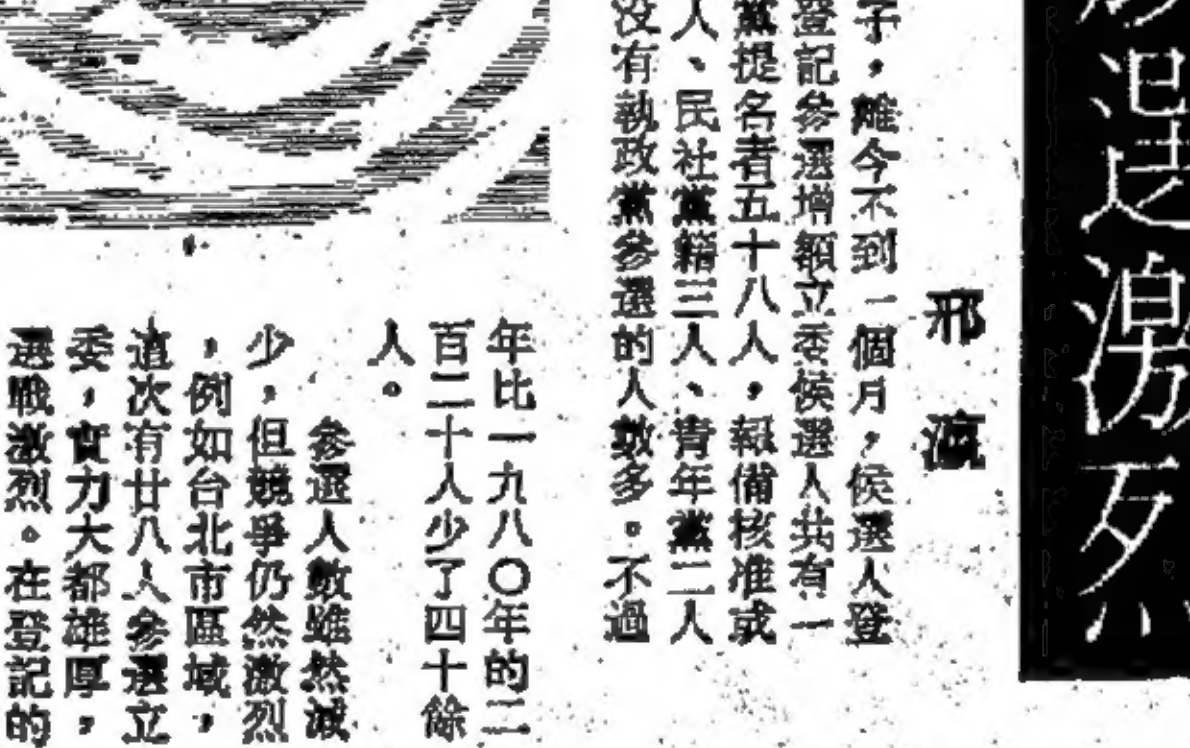 邢瀛
子，離今不到一個月，候選人登
登記參選增額立委候選人共有一
黨提名者五十八人，報備核准或
人、民社黨籍三人、青年黨二人
没有執政黨參選的人數多。不過
年比一九八〇年的二
百二十人少了四十餘
人。
參選人數雖然減
少，但競爭仍然激烈
，例如台北市區域，
這次有廿八人參選立
委，實力大都雄厚，
選戰激烈。在登記的